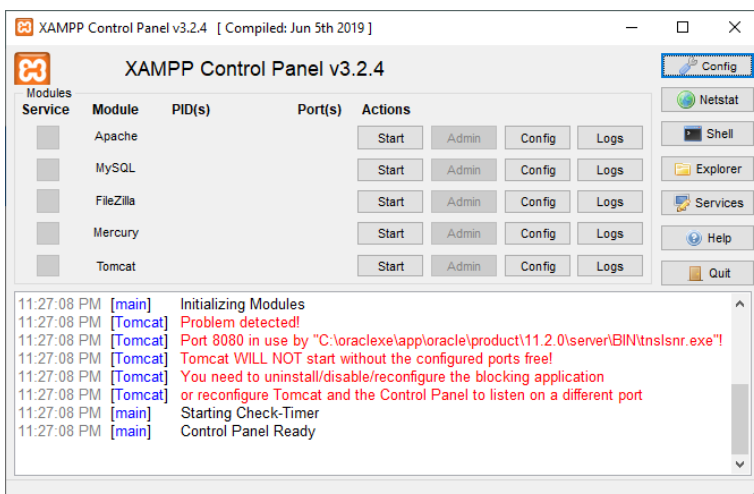 XAMPP Control Panel v3.2.4 [ Compiled: Jun 5th 2019 ]
XAMPP Control Panel v3.2.4
Config
Modules
Service Module PID(s) Port(s) Actions
Netstat
Apache Start Admin Config Logs
Shell
MySQL Start Admin Config Logs
Explorer
FileZilla Start Admin Config Logs
Services
Mercury Start Admin Config Logs
Help
Tomcat Start Admin Config Logs
Quit
11:27:08 PM [main] Initializing Modules
11:27:08 PM [Tomcat] Problem detected!
11:27:08 PM [Tomcat] Port 8080 in use by "C:\oraclexe\app\oracle\product\11.2.0\server\BIN\tnslsnr.exe"!
11:27:08 PM [Tomcat] Tomcat WILL NOT start without the configured ports free!
11:27:08 PM [Tomcat] You need to uninstall/disable/reconfigure the blocking application
11:27:08 PM [Tomcat] or reconfigure Tomcat and the Control Panel to listen on a different port
11:27:08 PM [main] Starting Check-Timer
11:27:08 PM [main] Control Panel Ready